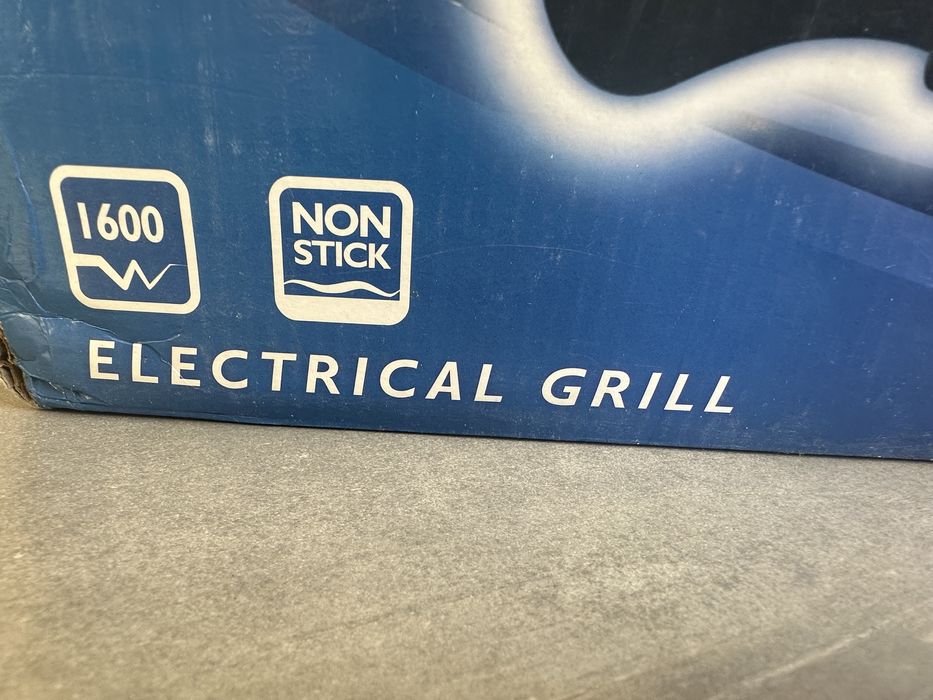 1600
W
NON
STICK
ELECTRICAL GRILL